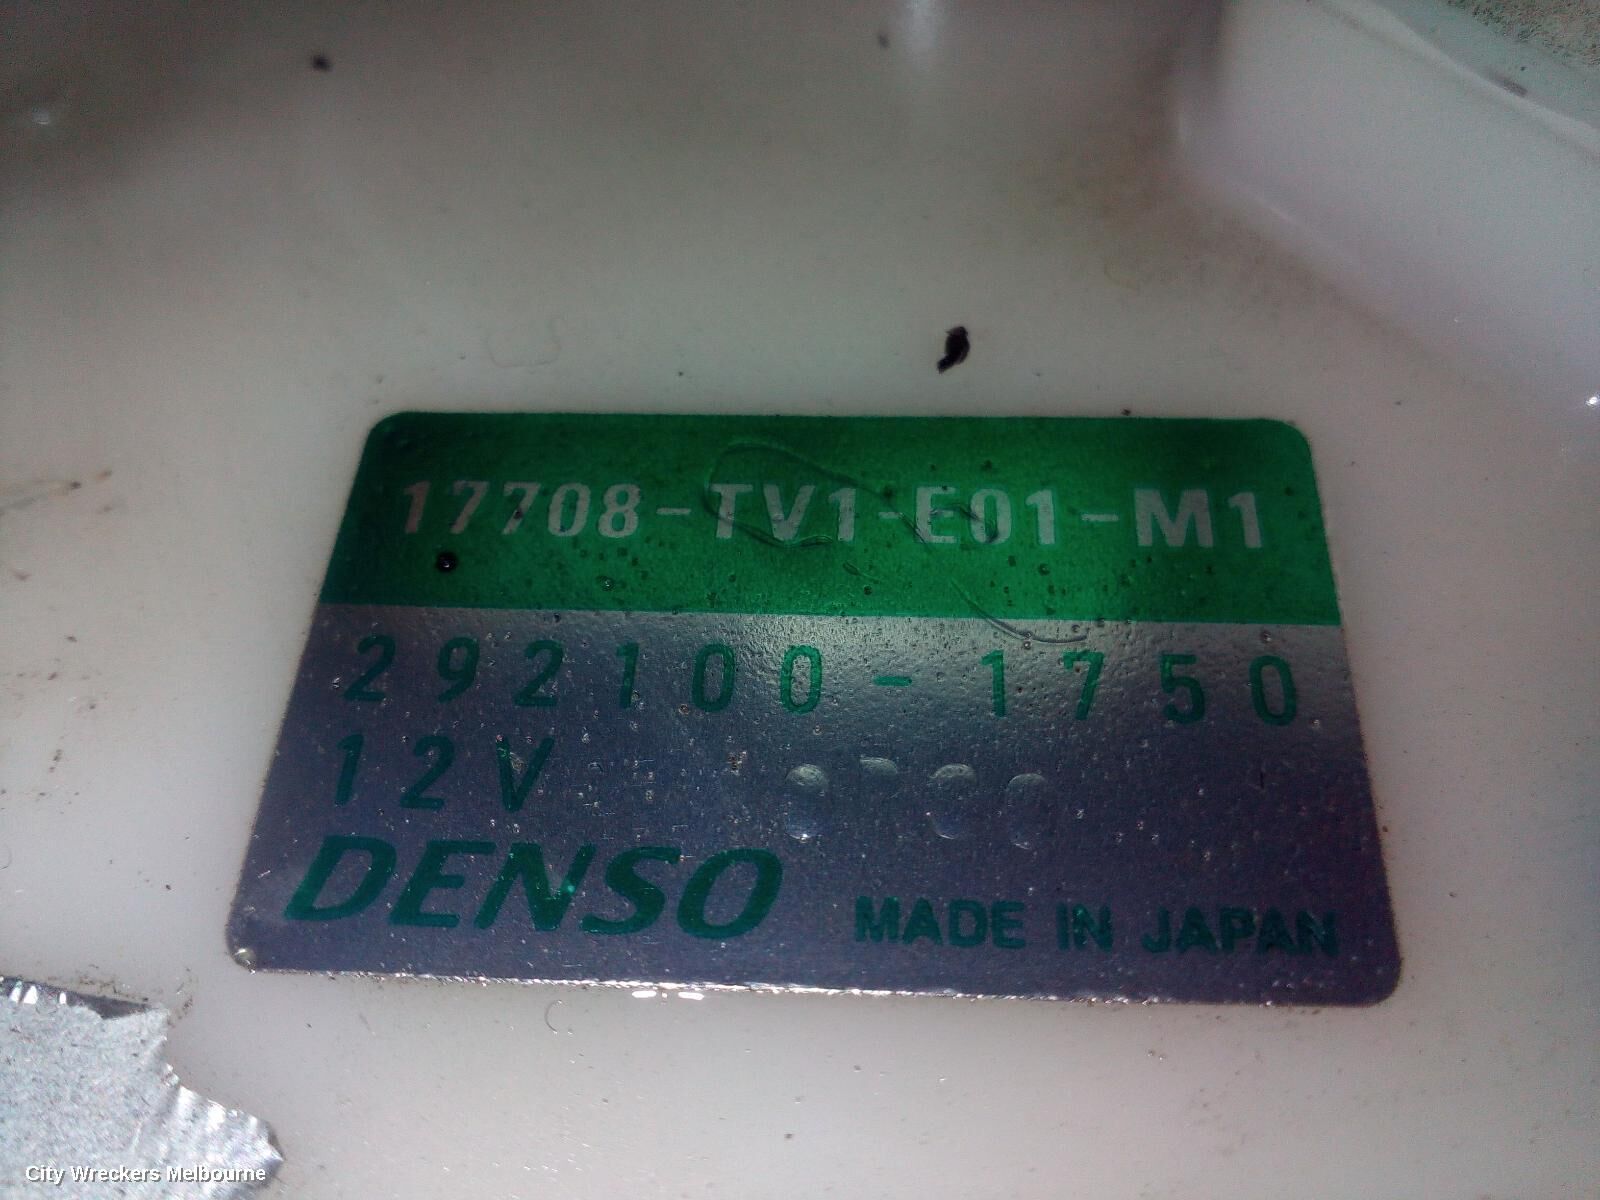 17708-TV1-E01-M1
292100-1750
12V
DENSO MADE IN JAPAN
City Wreckers Melbourne